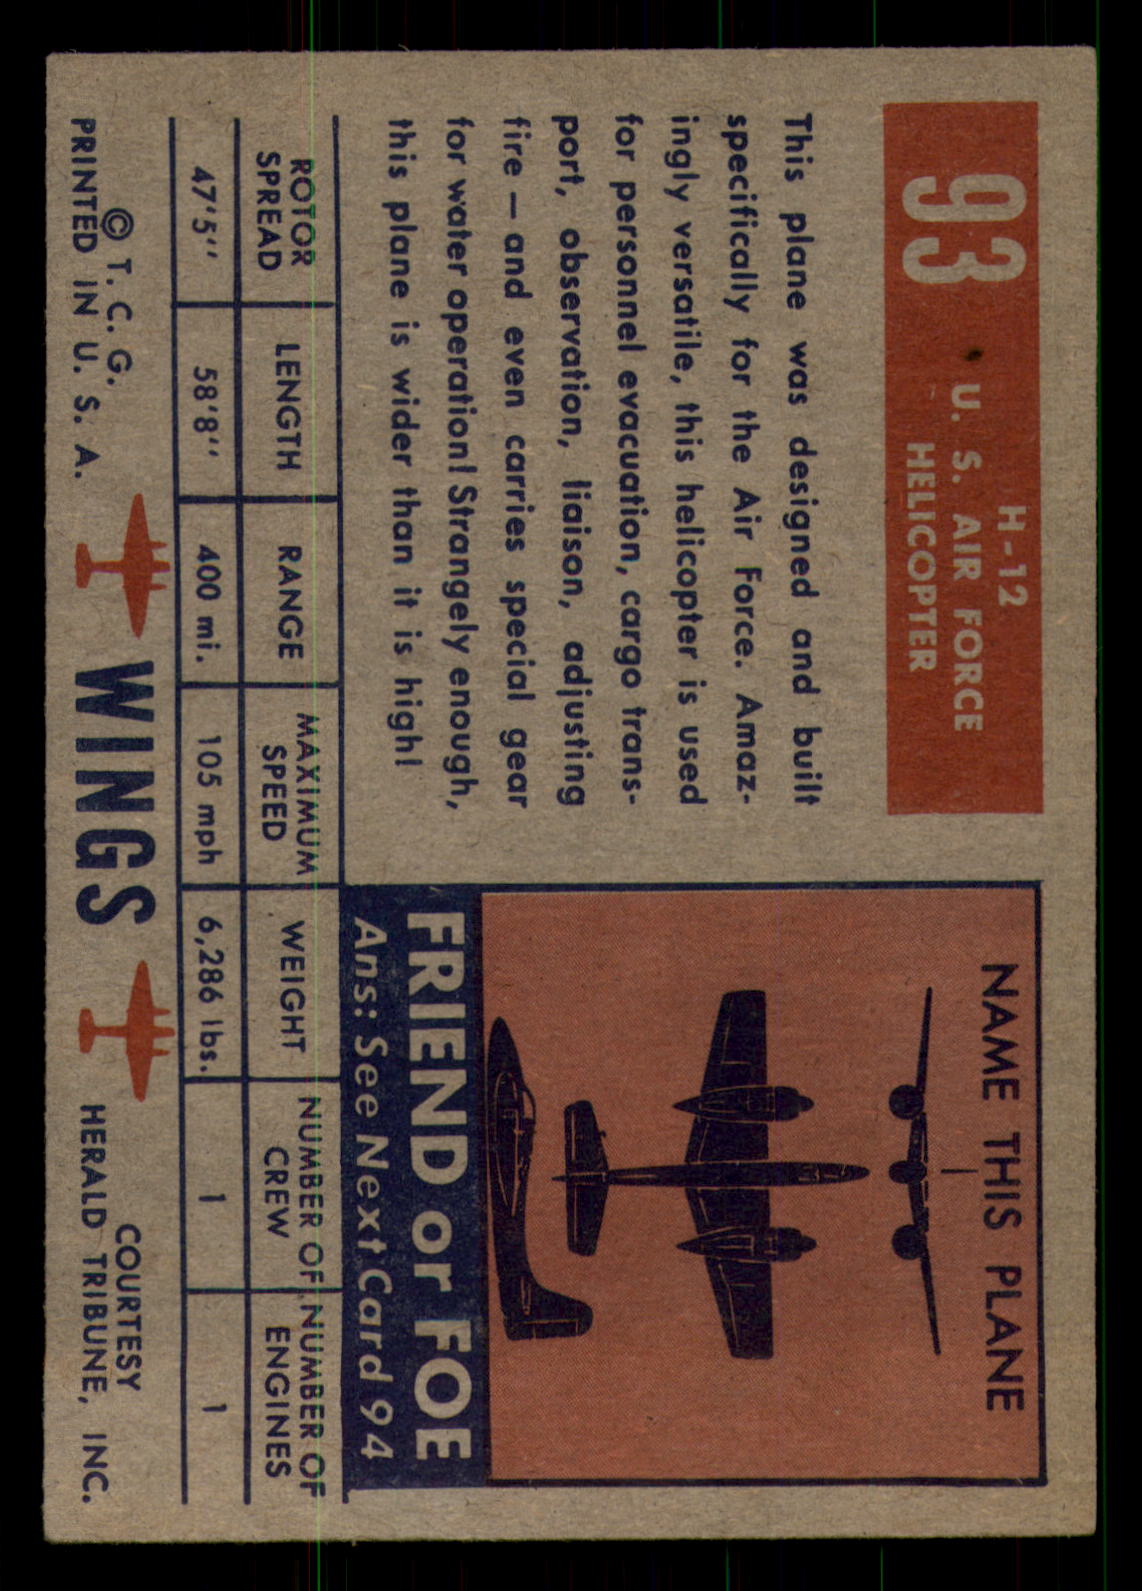 93 • H-12
U. S. AIR FORCE
HELICOPTER
This plane was designed and built
specifically for the Air Force. Amaz-
ingly versatile, this helicopter is used
for personnel evacuation, cargo trans-
port, observation, liaison, adjusting
fire — and even carries special gear
for water operation! Strangely enough,
this plane is wider than it is high!
NAME THIS PLANE
FRIEND or FOE
Ans: See Next Card 94
ROTOR SPREAD LENGTH RANGE MAXIMUM SPEED WEIGHT NUMBER OF CREW NUMBER OF ENGINES
47'5'' 58'8'' 400 mi. 105 mph 6,286 lbs. 1 1
© T. C. G.
PRINTED IN U. S. A.
WINGS
COURTESY
HERALD TRIBUNE, INC.